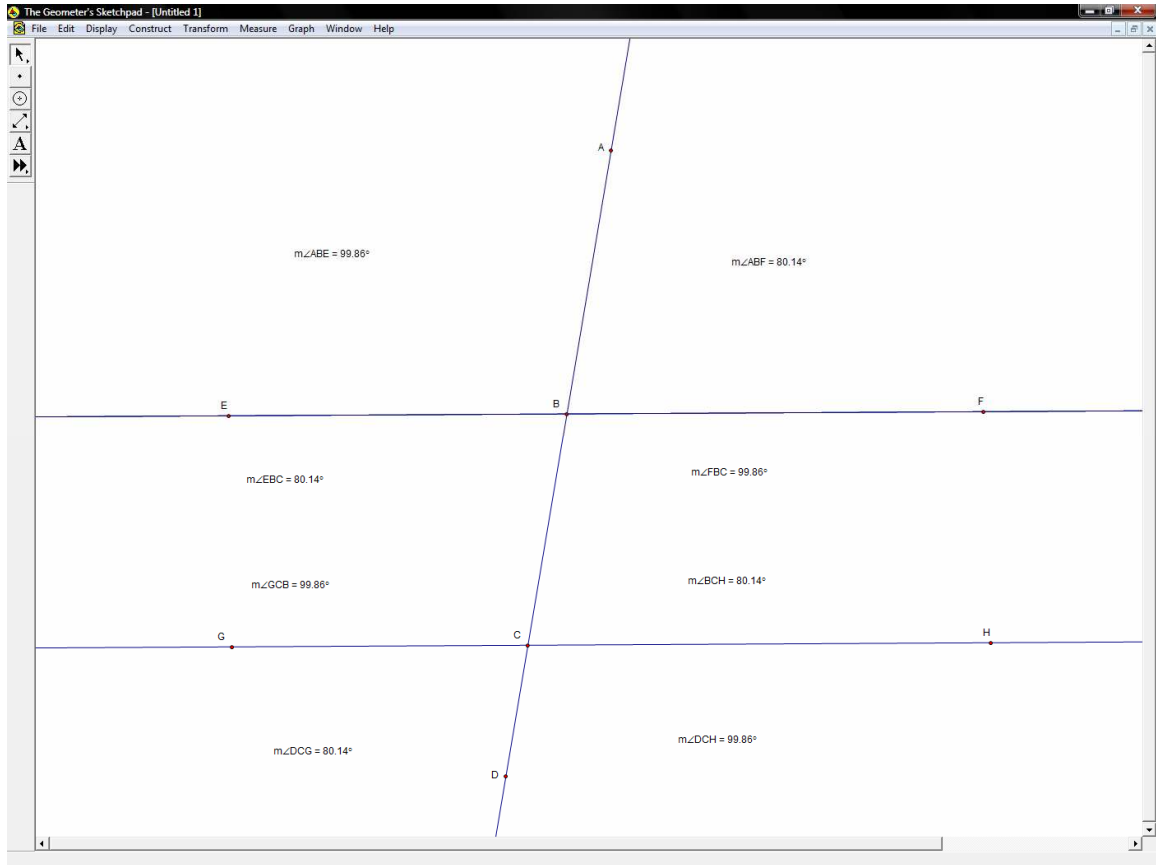 The Geometer's Sketchpad - [Untitled 1]
File Edit Display Construct Transform Measure Graph Window Help
A
A
m∠ABE = 99.86°
m∠ABF = 80.14°
E
B
F
m∠EBC = 80.14°
m∠FBC = 99.86°
m∠GCB = 99.86°
m∠BCH = 80.14°
G
C
H
m∠DCG = 80.14°
m∠DCH = 99.86°
D